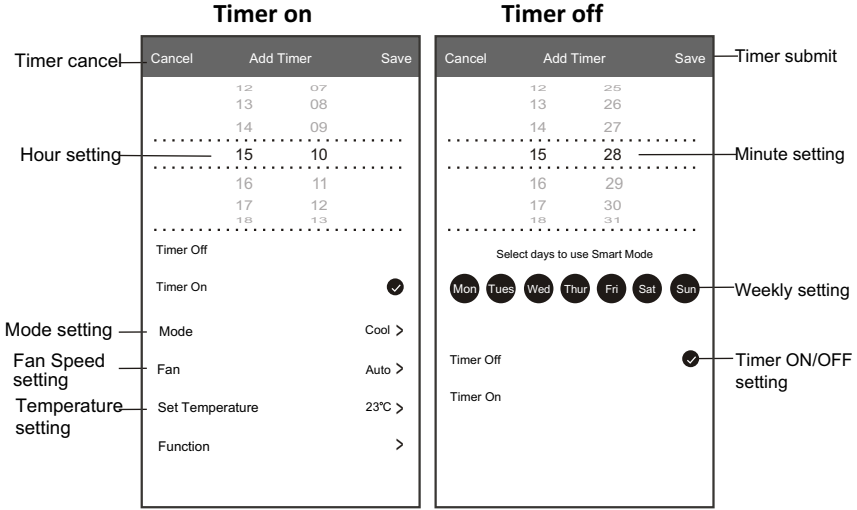 Timer on
Timer off
Timer cancel
Cancel Add Timer Save
12 07
13 08
14 09
Hour setting
15 10
16 11
17 12
18 13
Timer Off
Timer On
Mode setting
Mode Cool >
Fan Speed
setting
Fan Auto >
Temperature
setting
Set Temperature 23℃ >
Function >
Cancel Add Timer Save
Timer submit
12 25
13 26
14 27
15 28
Minute setting
16 29
17 30
18 31
Select days to use Smart Mode
Mon Tues Wed Thur Fri Sat Sun
Weekly setting
Timer Off
Timer On
Timer ON/OFF
setting